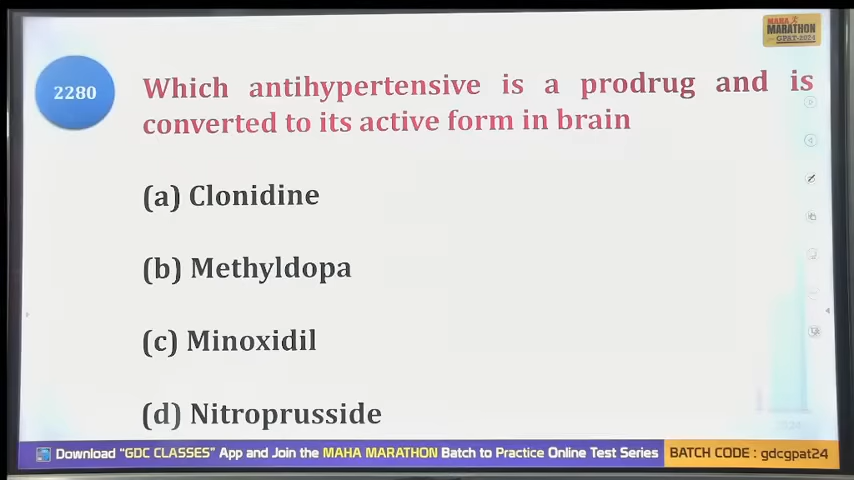 MAHA
MARATHON
GPAT-2024
2280
Which antihypertensive is a prodrug and is
converted to its active form in brain
(a) Clonidine
(b) Methyldopa
(c) Minoxidil
(d) Nitroprusside
Download "GDC CLASSES" App and Join the MAHA MARATHON Batch to Practice Online Test Series
BATCH CODE : gdcgpat24